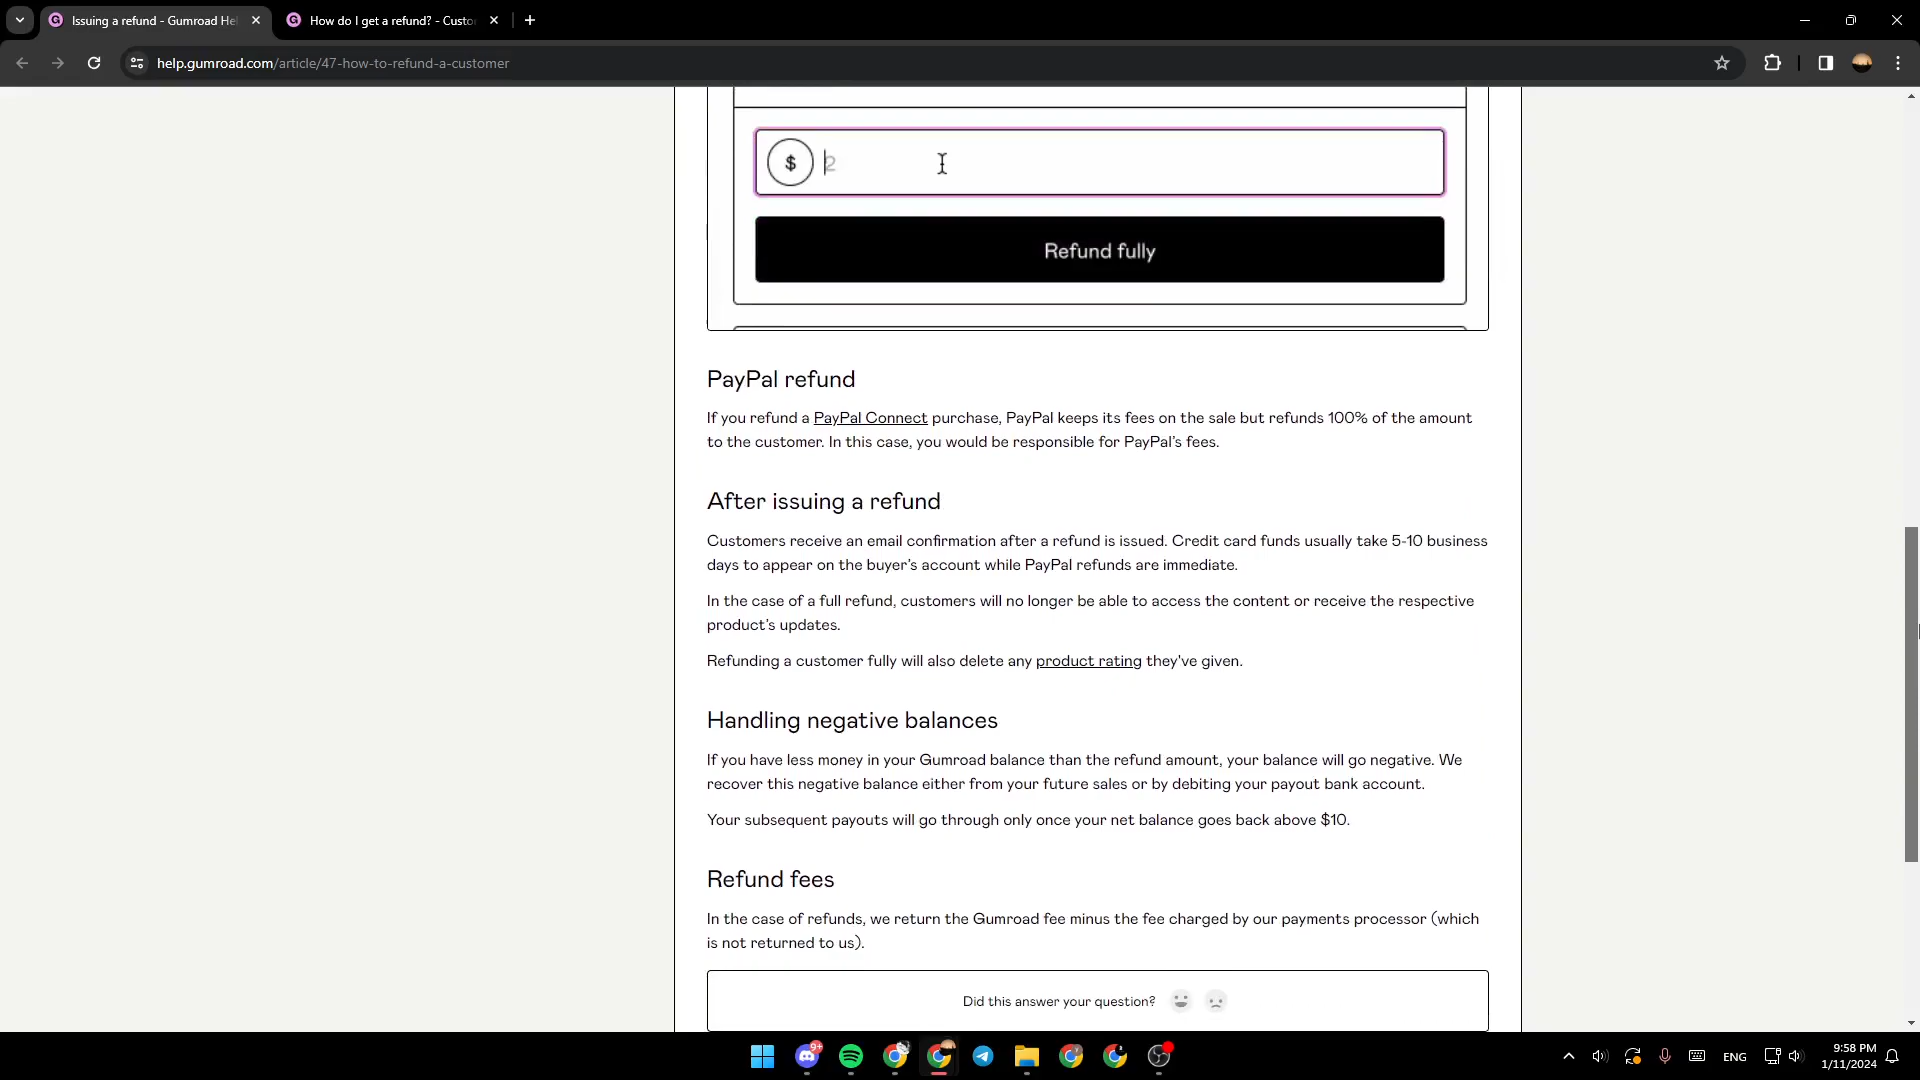 Issuing a refund - Gumroad He
How do I get a refund? - Custo
help.gumroad.com/article/47-how-to-refund-a-customer
$ 2
Refund fully
PayPal refund
If you refund a PayPal Connect purchase, PayPal keeps its fees on the sale but refunds 100% of the amount
to the customer. In this case, you would be responsible for PayPal's fees.
After issuing a refund
Customers receive an email confirmation after a refund is issued. Credit card funds usually take 5-10 business
days to appear on the buyer's account while PayPal refunds are immediate.
In the case of a full refund, customers will no longer be able to access the content or receive the respective
product's updates.
Refunding a customer fully will also delete any product rating they've given.
Handling negative balances
If you have less money in your Gumroad balance than the refund amount, your balance will go negative. We
recover this negative balance either from your future sales or by debiting your payout bank account.
Your subsequent payouts will go through only once your net balance goes back above $10.
Refund fees
In the case of refunds, we return the Gumroad fee minus the fee charged by our payments processor (which
is not returned to us).
Did this answer your question?
9+
ENG
9:58 PM
1/11/2024